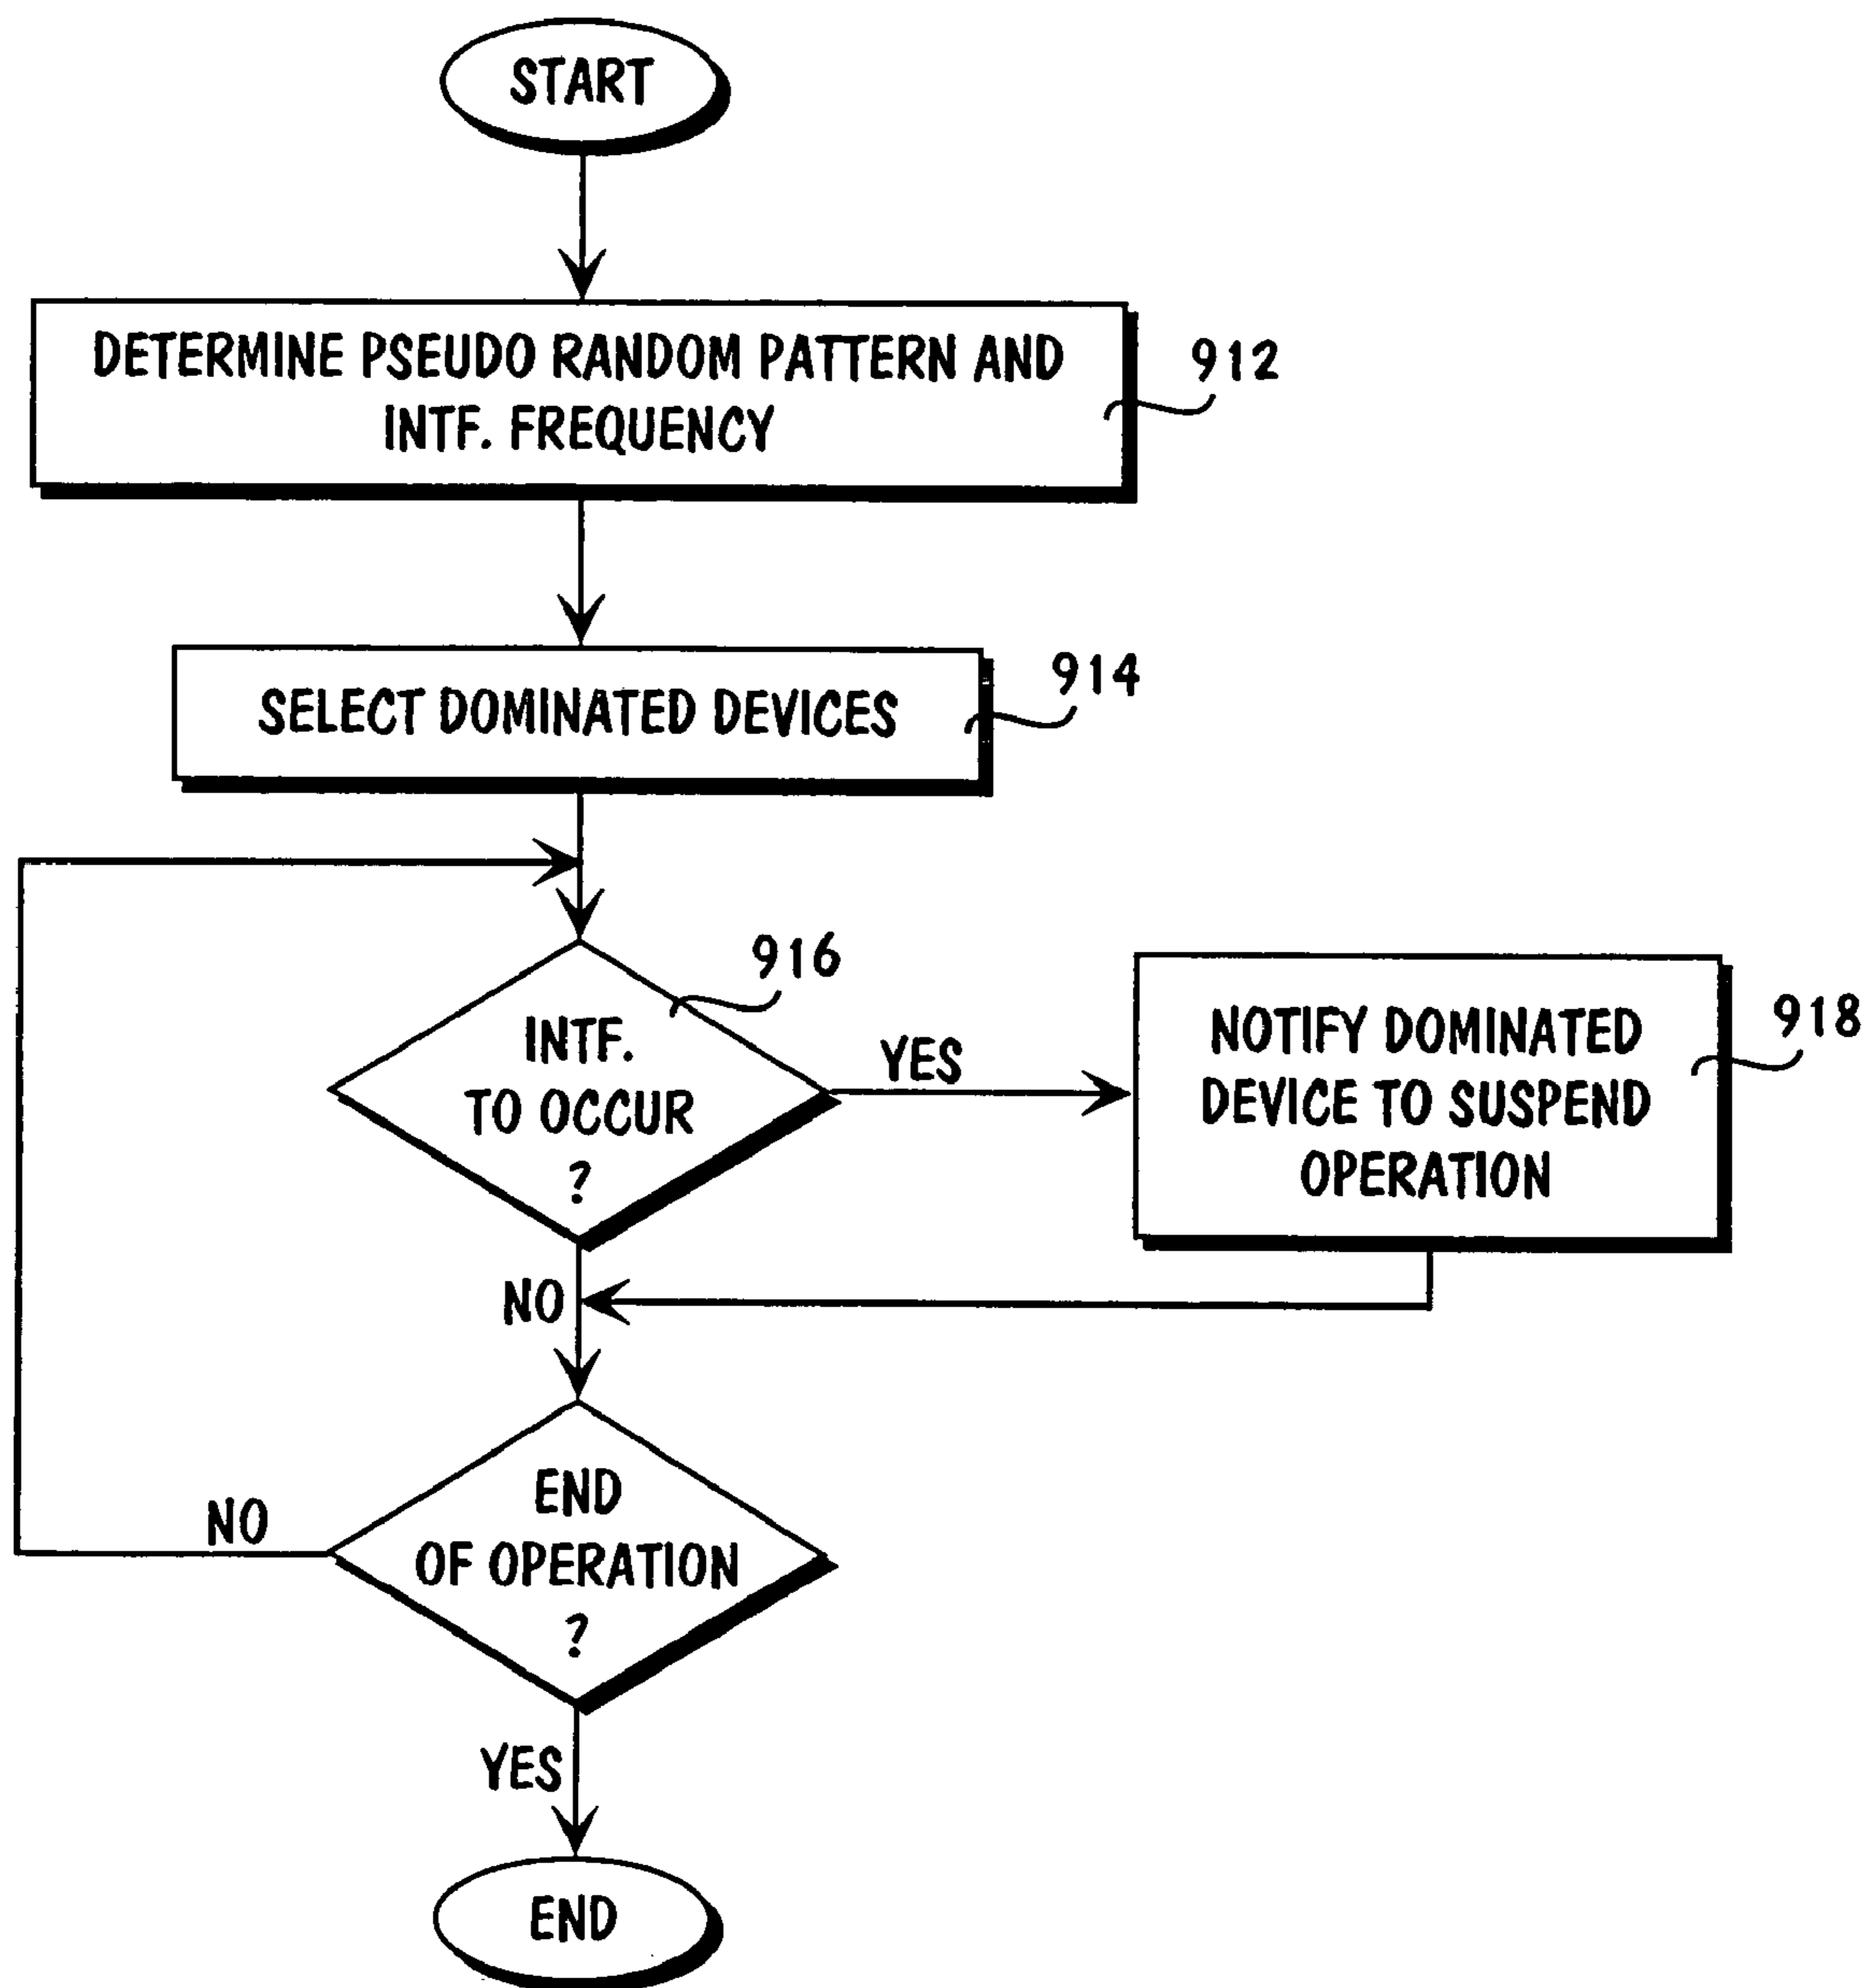 START
DETERMINE PSEUDO RANDOM PATTERN AND
INTF. FREQUENCY
912
SELECT DOMINATED DEVICES
914
916
INTF.
TO OCCUR
?
YES
NOTIFY DOMINATED
DEVICE TO SUSPEND
OPERATION
918
NO
END
OF OPERATION
?
NO
YES
END